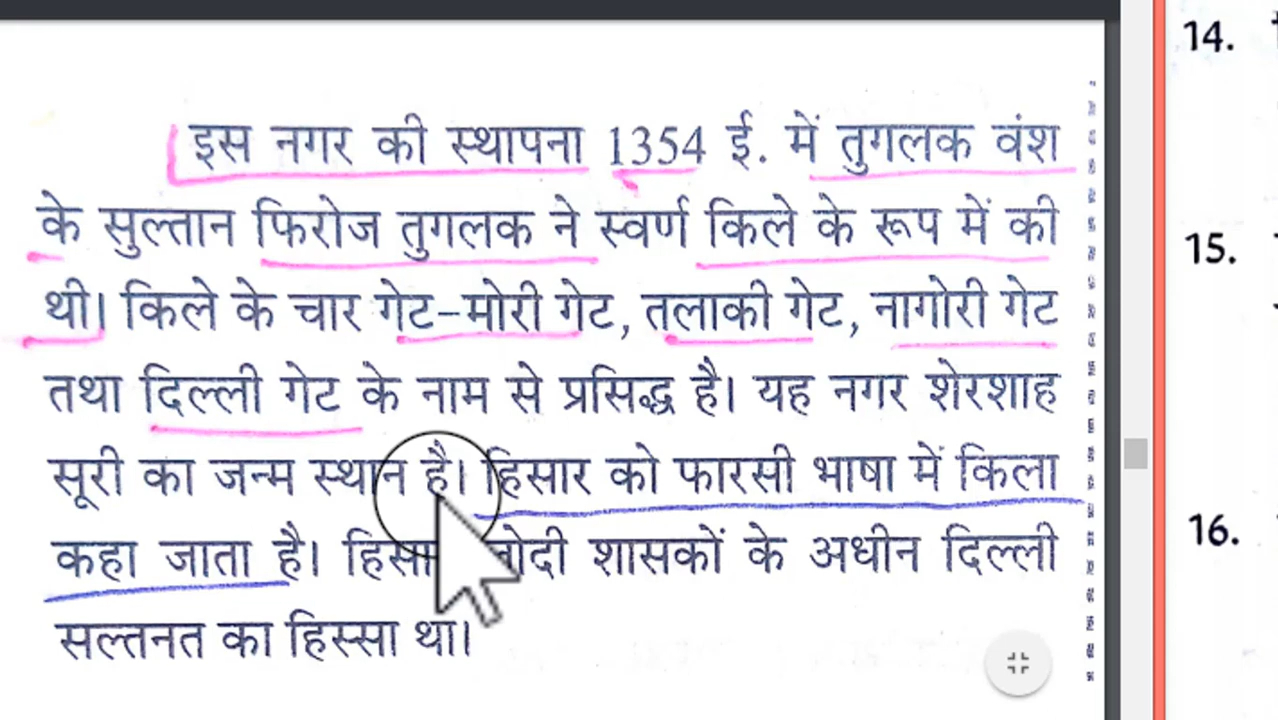 इस नगर की स्थापना 1354 ई. में तुगलक वंश
के सुल्तान फिरोज तुगलक ने स्वर्ण किले के रूप में की
थी। किले के चार गेट-मोरी गेट, तलाकी गेट, नागोरी गेट
तथा दिल्ली गेट के नाम से प्रसिद्ध है। यह नगर शेरशाह
सूरी का जन्म स्थान है। हिसार को फारसी भाषा में किला
कहा जाता है। शासकों के अधीन दिल्ली
सल्तनत का हिस्सा था।
14.
15.
16.